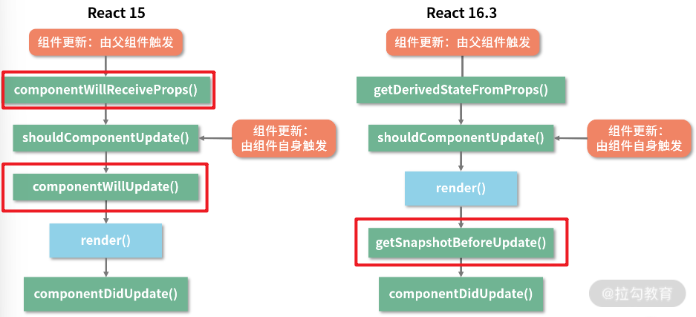 React 15
组件更新：由父组件触发
componentWillReceiveProps()
shouldComponentUpdate()
组件更新：
由组件自身触发
componentWillUpdate()
render()
componentDidUpdate()
React 16.3
组件更新：由父组件触发
getDerivedStateFromProps()
shouldComponentUpdate()
组件更新：
由组件自身触发
render()
getSnapshotBeforeUpdate()
componentDidUpdate()
@拉勾教育